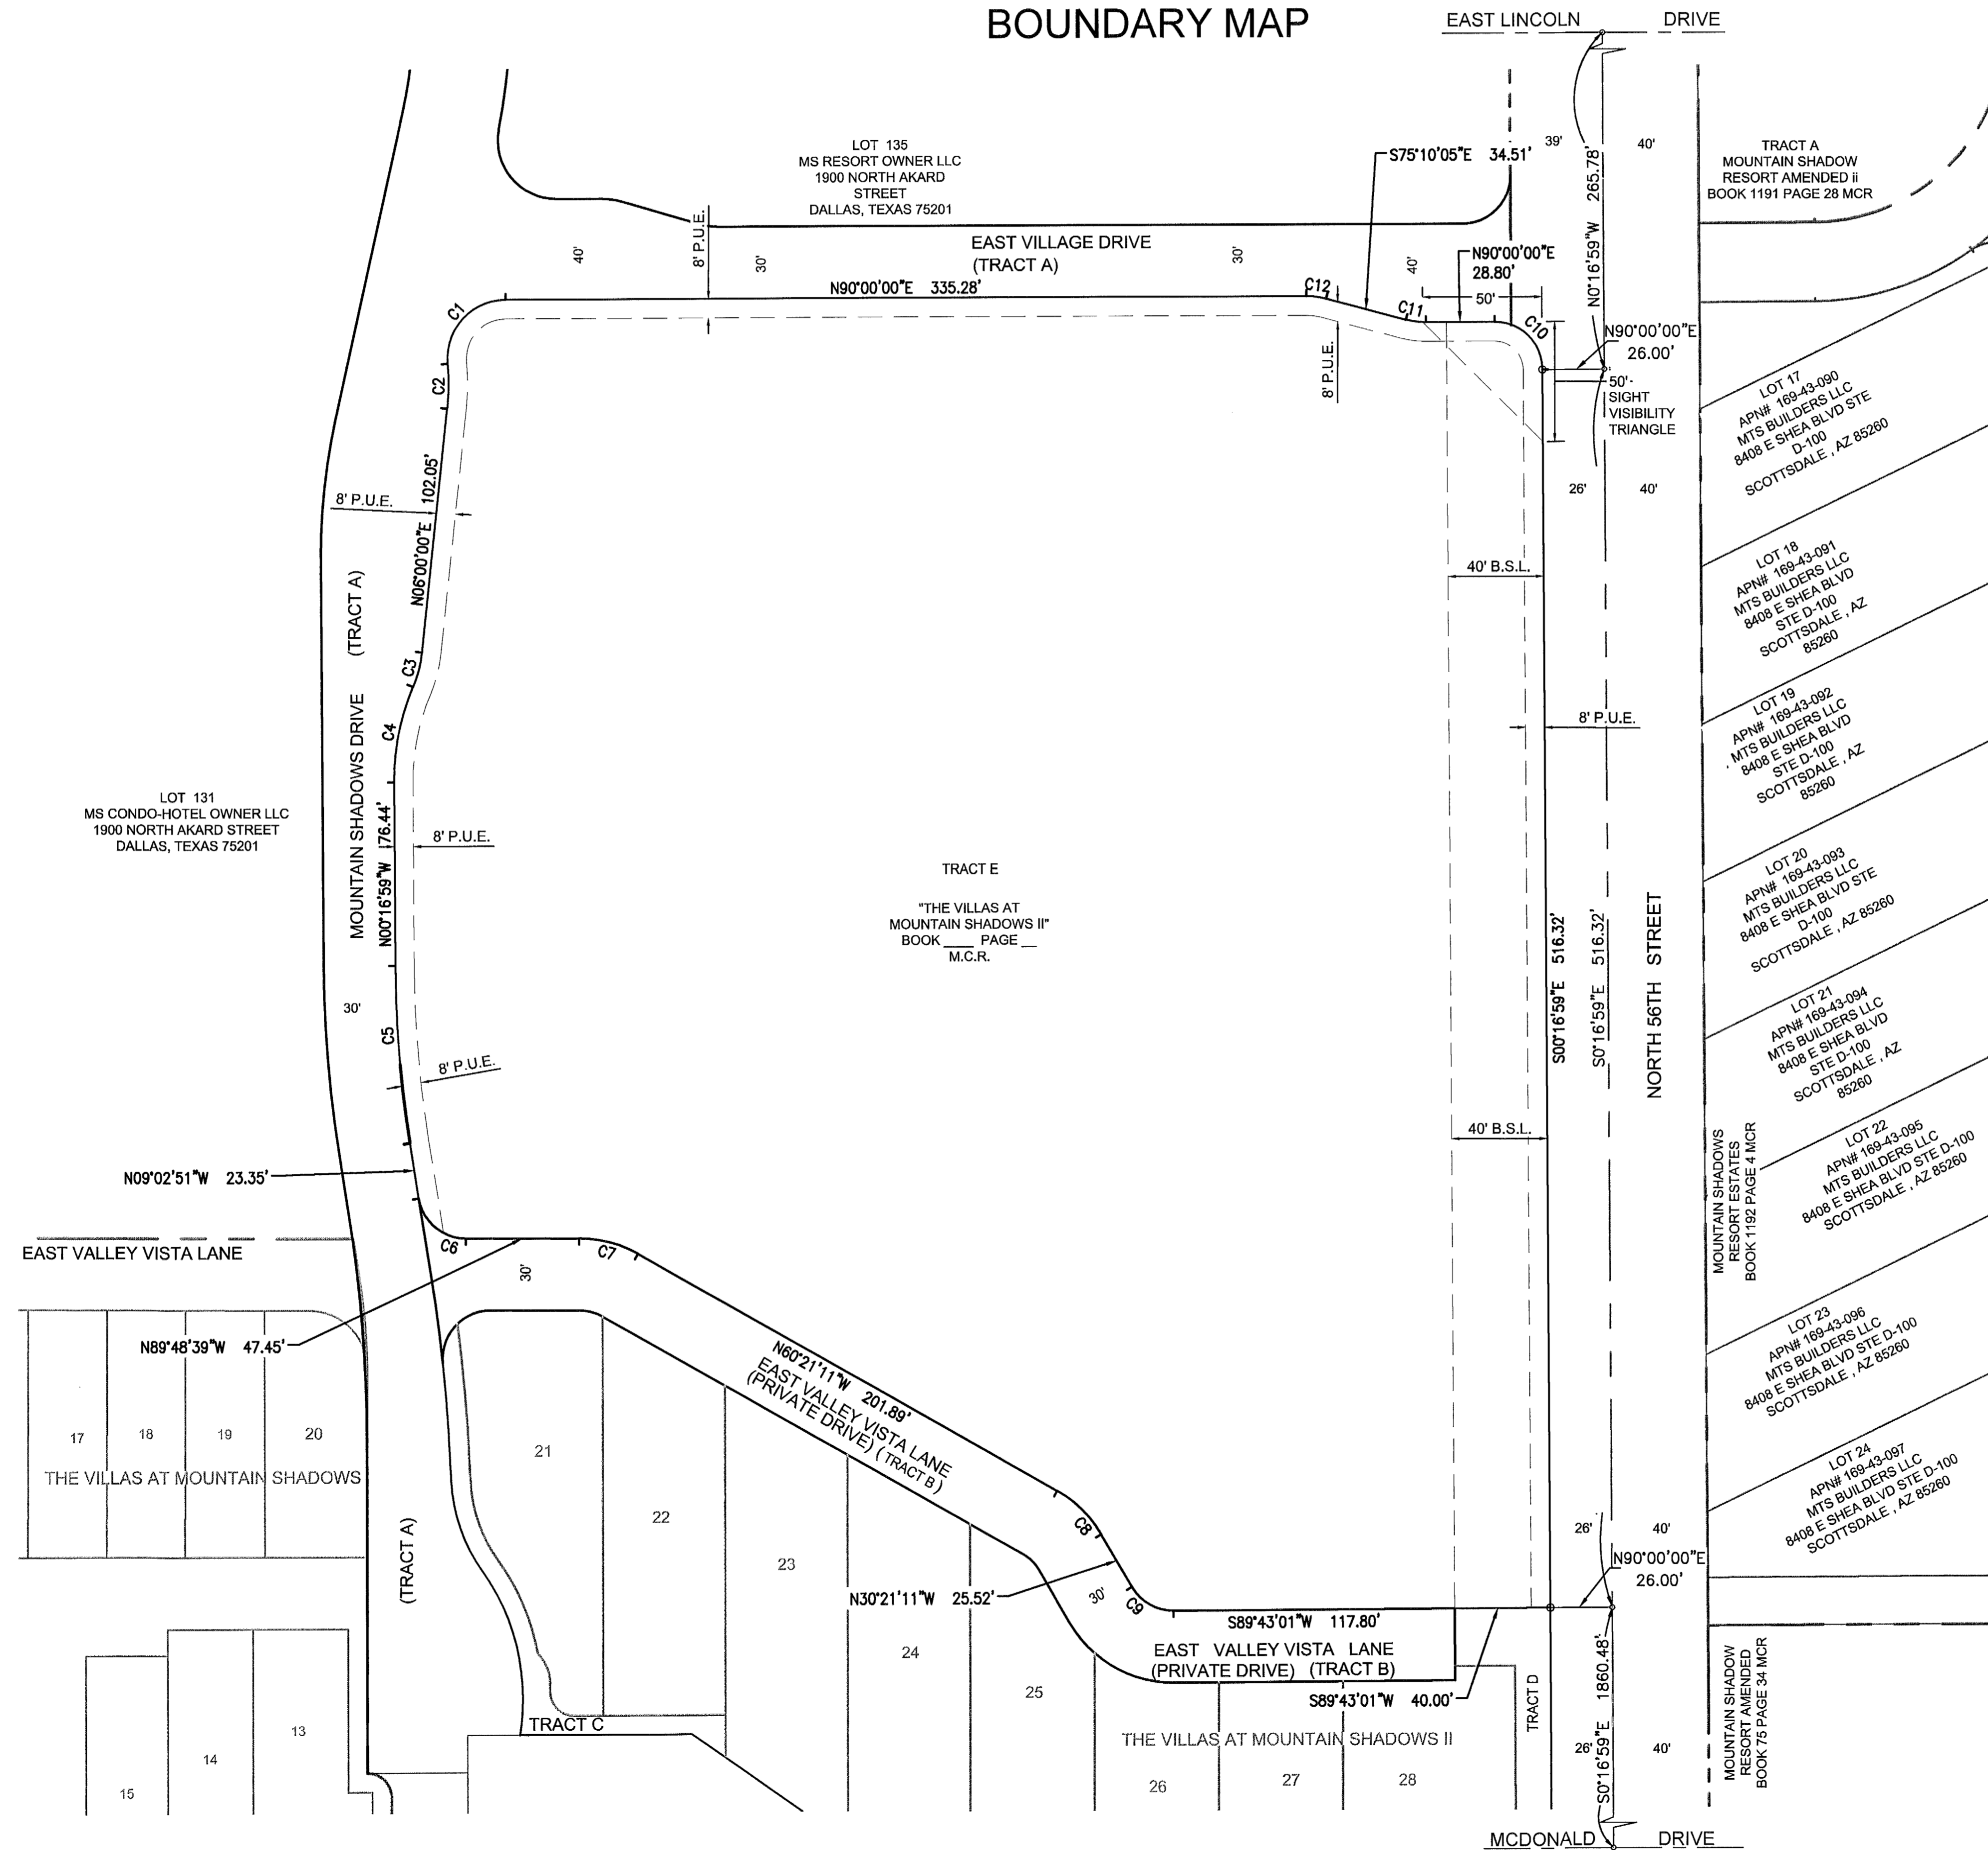 BOUNDARY MAP
EAST LINCOLN DRIVE
LOT 135
MS RESORT OWNER LLC
1900 NORTH AKARD
STREET
DALLAS, TEXAS 75201
S75°10'05"E 34.51'
39'
40'
N0°16'59"W 265.78'
TRACT A
MOUNTAIN SHADOW
RESORT AMENDED ii
BOOK 1191 PAGE 28 MCR
8' P.U.E.
40'
30'
EAST VILLAGE DRIVE
(TRACT A)
30'
40'
N90°00'00"E
28.80'
50'
N90°00'00"E 335.28'
C1
C12
C11
C10
N90°00'00"E
26.00'
8' P.U.E.
50'
SIGHT
VISIBILITY
TRIANGLE
C2
LOT 17
APN# 169-43-090
MTS BUILDERS LLC
8408 E SHEA BLVD STE
D-100
SCOTTSDALE , AZ 85260
26'
40'
8' P.U.E.
N06°00'00"E 102.05'
40' B.S.L.
LOT 18
APN# 169-43-091
MTS BUILDERS LLC
8408 E SHEA BLVD
STE D-100
SCOTTSDALE , AZ
85260
MOUNTAIN SHADOWS DRIVE (TRACT A)
C3
C4
8' P.U.E.
LOT 19
APN# 169-43-092
MTS BUILDERS LLC
8408 E SHEA BLVD
STE D-100
SCOTTSDALE , AZ
85260
LOT 131
MS CONDO-HOTEL OWNER LLC
1900 NORTH AKARD STREET
DALLAS, TEXAS 75201
N00°16'59"W 76.44'
8' P.U.E.
TRACT E
"THE VILLAS AT
MOUNTAIN SHADOWS II"
BOOK ____ PAGE __
M.C.R.
S00°16'59"E 516.32'
S0°16'59"E 516.32'
NORTH 56TH STREET
LOT 20
APN# 169-43-093
MTS BUILDERS LLC
8408 E SHEA BLVD STE
D-100
SCOTTSDALE , AZ 85260
30'
C5
8' P.U.E.
LOT 21
APN# 169-43-094
MTS BUILDERS LLC
8408 E SHEA BLVD
STE D-100
SCOTTSDALE , AZ
85260
40' B.S.L.
MOUNTAIN SHADOWS
RESORT ESTATES
BOOK 1192 PAGE 4 MCR
LOT 22
APN# 169-43-095
MTS BUILDERS LLC
8408 E SHEA BLVD STE D-100
SCOTTSDALE , AZ 85260
N09°02'51"W 23.35'
EAST VALLEY VISTA LANE
C6
C7
30'
N89°48'39"W 47.45'
LOT 23
APN# 169-43-096
MTS BUILDERS LLC
8408 E SHEA BLVD STE D-100
SCOTTSDALE , AZ 85260
N60°21'11"W 201.89'
EAST VALLEY VISTA LANE
(PRIVATE DRIVE) ( TRACT B )
17
18
19
20
THE VILLAS AT MOUNTAIN SHADOWS
21
22
23
24
25
LOT 24
APN# 169-43-097
MTS BUILDERS LLC
8408 E SHEA BLVD STE D-100
SCOTTSDALE , AZ 85260
(TRACT A)
C8
26'
40'
N90°00'00"E
26.00'
N30°21'11"W 25.52'
30'
C9
S89°43'01"W 117.80'
EAST VALLEY VISTA LANE
(PRIVATE DRIVE) (TRACT B)
S89°43'01"W 40.00'
TRACT D
S0°16'59"E 1860.48'
MOUNTAIN SHADOW
RESORT AMENDED
BOOK 75 PAGE 34 MCR
TRACT C
THE VILLAS AT MOUNTAIN SHADOWS II
26'
40'
13
14
15
26
27
28
MCDONALD DRIVE